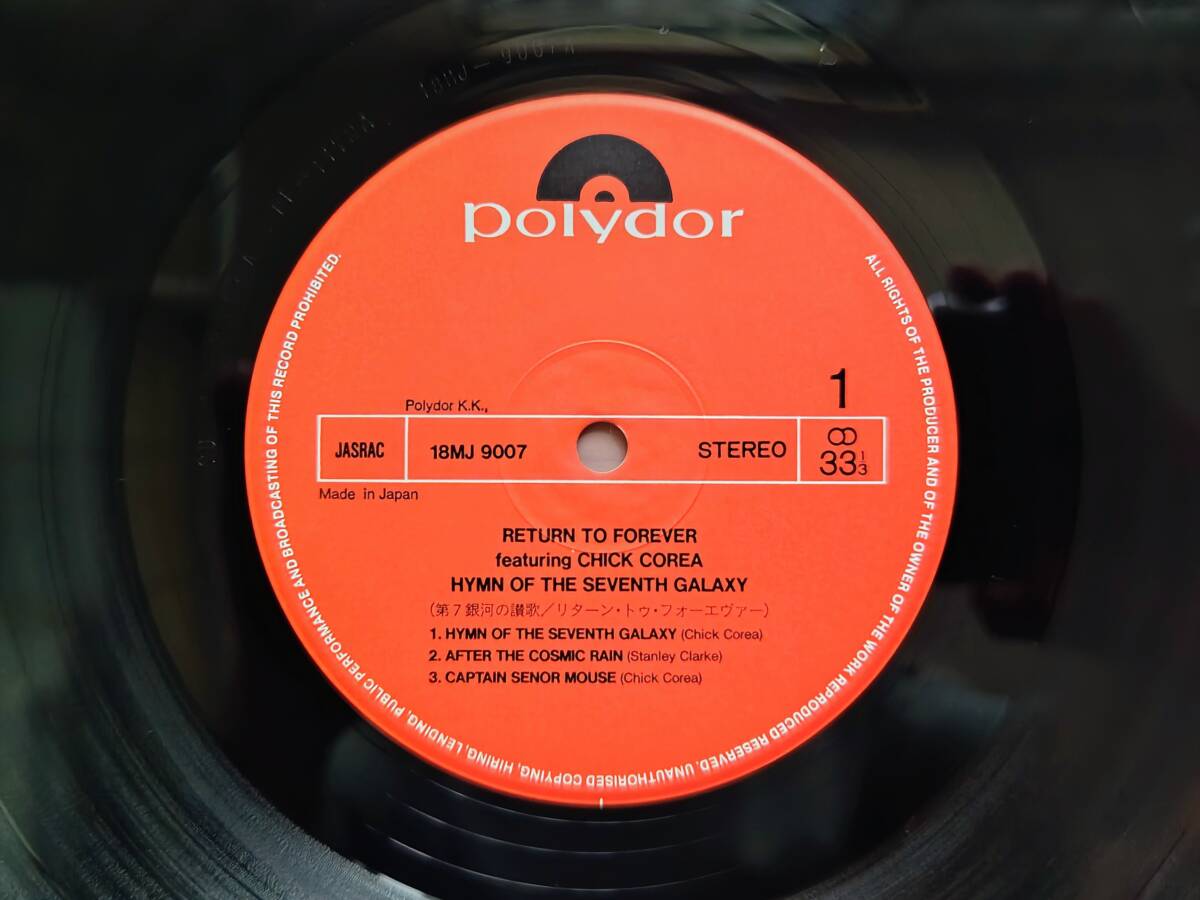 polydor
ALL RIGHTS OF THE PRODUCER AND OF THE OWNER OF THE WORK REPRODUCED RESERVED. UNAUTHORISED COPYING, HIRING, LENDING, PUBLIC PERFORMANCE AND BROADCASTING OF THIS RECORD PROHIBITED.
1
Polydor K.K.,
JASRAC 18MJ 9007 STEREO 33 1/3
Made in Japan
RETURN TO FOREVER
featuring CHICK COREA
HYMN OF THE SEVENTH GALAXY
(第7銀河の讃歌/リターン・トゥ・フォーエヴァー)
1. HYMN OF THE SEVENTH GALAXY (Chick Corea)
2. AFTER THE COSMIC RAIN (Stanley Clarke)
3. CAPTAIN SENOR MOUSE (Chick Corea)